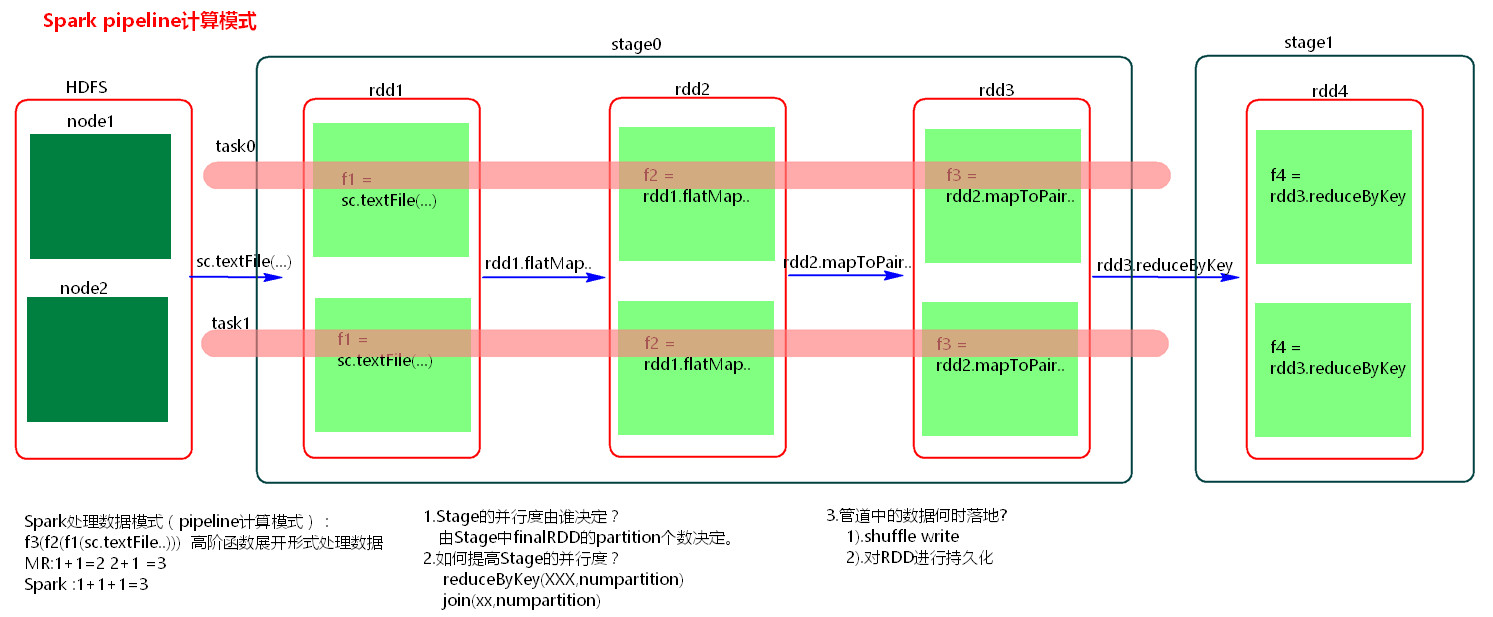 Spark pipeline计算模式
stage0
stage1
HDFS
rdd1
rdd2
rdd3
rdd4
node1
task0
f1 =
sc.textFile(...)
f2 =
rdd1.flatMap..
f3 =
rdd2.mapToPair..
f4 =
rdd3.reduceByKey
sc.textFile(...)
rdd1.flatMap..
rdd2.mapToPair..
rdd3.reduceByKey
node2
task1
f1 =
sc.textFile(...)
f2 =
rdd1.flatMap..
f3 =
rdd2.mapToPair..
f4 =
rdd3.reduceByKey
Spark处理数据模式（pipeline计算模式）：
f3(f2(f1(sc.textFile..))) 高阶函数展开形式处理数据
MR:1+1=2 2+1 =3
Spark :1+1+1=3
1.Stage的并行度由谁决定？
由Stage中finalRDD的partition个数决定。
2.如何提高Stage的并行度？
reduceByKey(XXX,numpartition)
join(xx,numpartition)
3.管道中的数据何时落地?
1).shuffle write
2).对RDD进行持久化